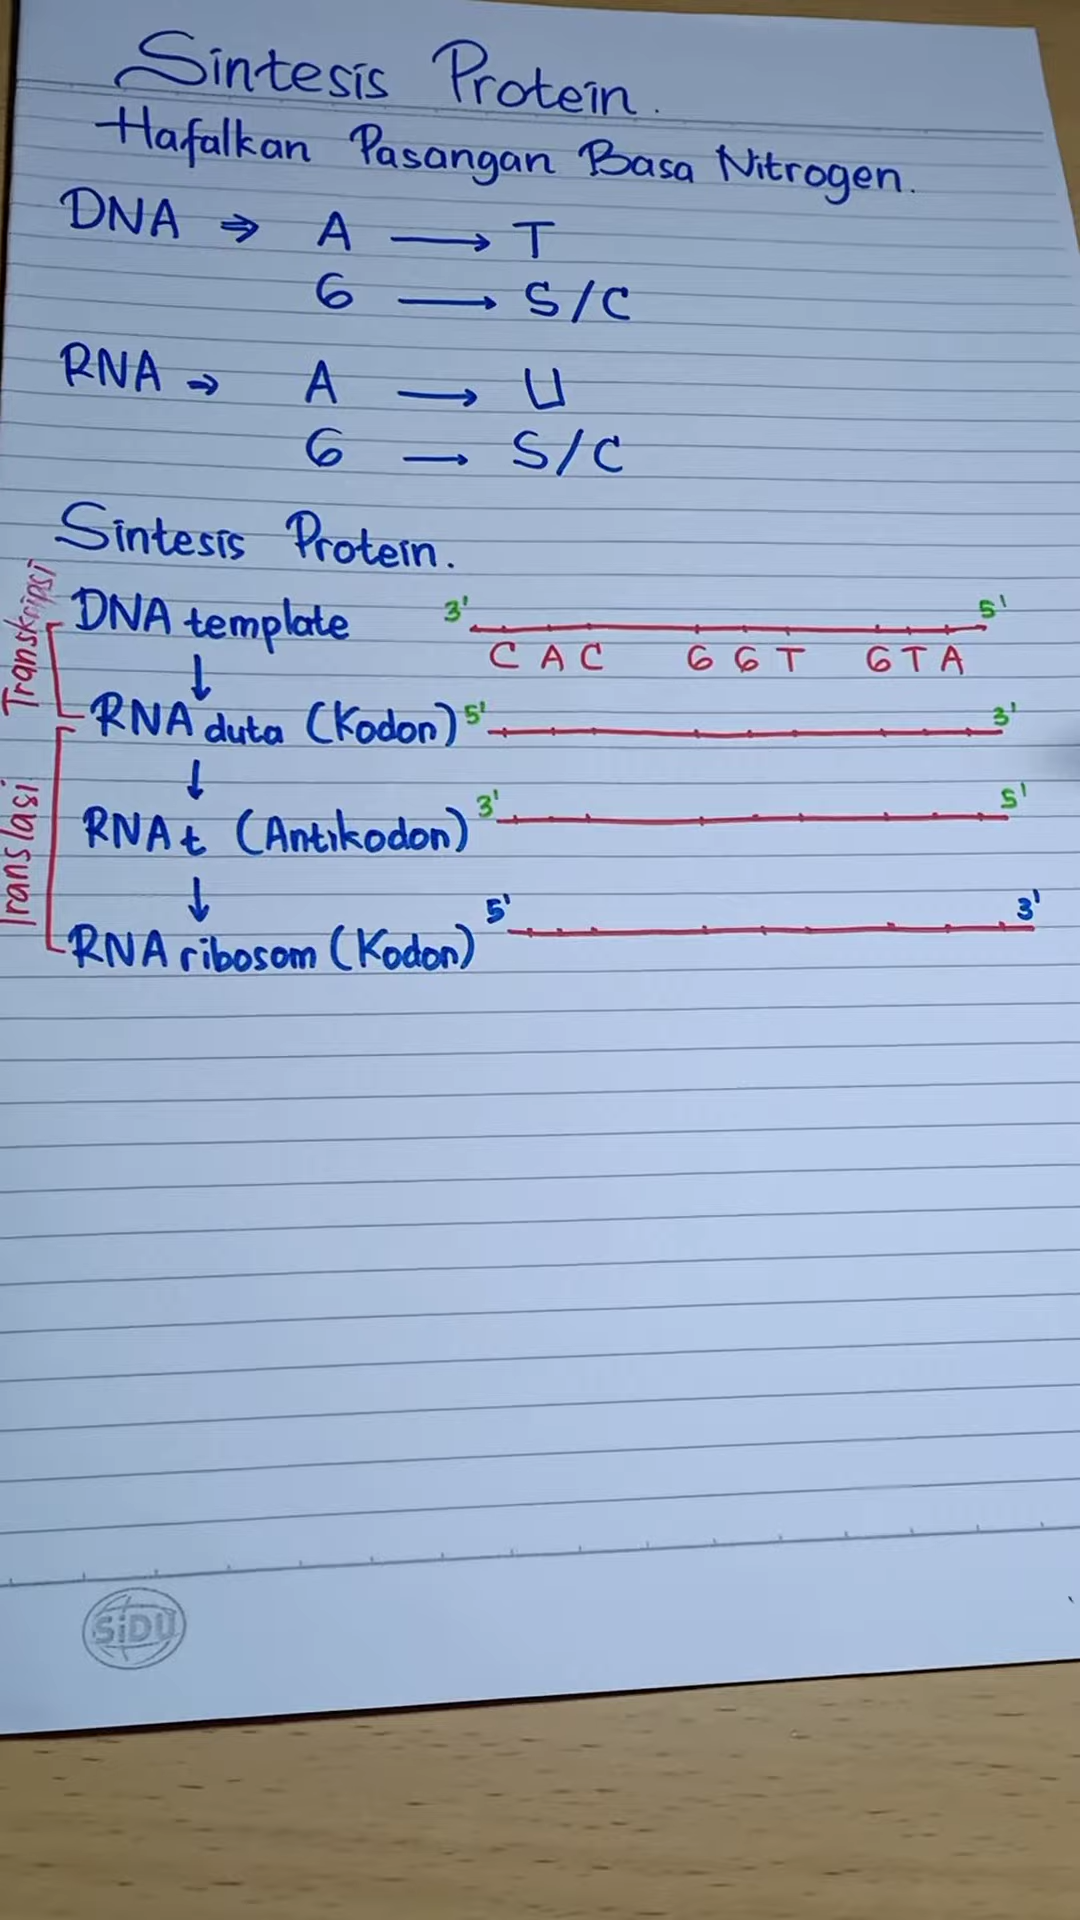 Sintesis Protein.
Hafalkan Pasangan Basa Nitrogen.
DNA ⇒ A → T
G → S/C
RNA ⇒ A → U
G → S/C
Sintesis Protein.
Transkripsi
DNA template 3' 5'
C A C G G T G T A
↓
RNA duta (Kodon) 5' 3'
Translasi
↓
RNA t (Antikodon) 3' 5'
↓
RNA ribosom (Kodon) 5' 3'
SiDU